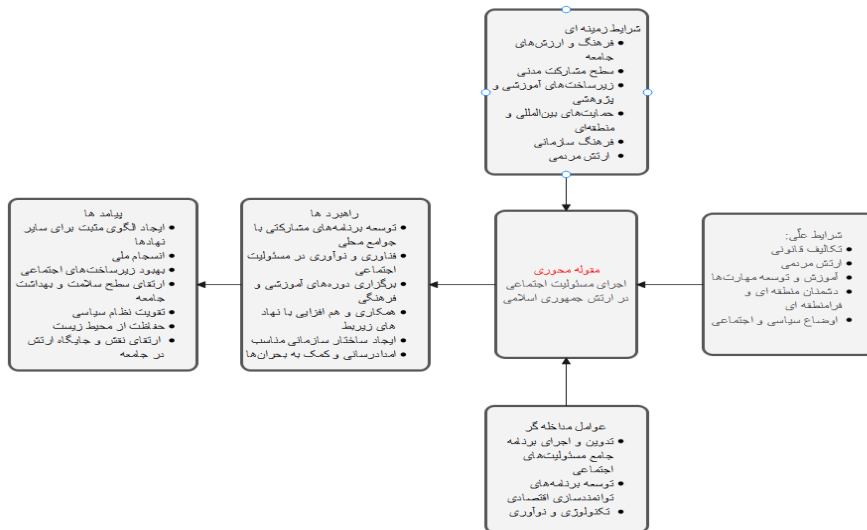 شرایط زمینه ای
فرهنگ و ارزش‌های
جامعه
سطح مشارکت مدنی
زیرساخت‌های آموزشی و
پژوهشی
حمایت‌های بین‌المللی و
منطقه‌ای
فرهنگ سازمانی
ارتش مردمی
شرایط علّی:
تکالیف قانونی
ارتش مردمی
آموزش و توسعه مهارت‌ها
دشمنان منطقه ای و
فرامنطقه ای
اوضاع سیاسی و اجتماعی
مقوله محوری
اجرای مسئولیت اجتماعی
در ارتش جمهوری اسلامی
راهبرد ها
توسعه برنامه‌های مشارکتی با
جوامع محلی
فناوری و نوآوری در مسئولیت
اجتماعی
برگزاری دوره‌های آموزشی و
فرهنگی
همکاری و هم افزایی با نهاد
های زیربط
ایجاد ساختار سازمانی مناسب
امدادرسانی و کمک به بحران‌ها
پیامد ها
ایجاد الگوی مثبت برای سایر
نهادها
انسجام ملی
بهبود زیرساخت‌های اجتماعی
ارتقای سطح سلامت و بهداشت
جامعه
تقویت نظام سیاسی
حفاظت از محیط زیست
ارتقای نقش و جایگاه ارتش
در جامعه
عوامل مداخله گر
تدوین و اجرای برنامه
جامع مسئولیت‌های
اجتماعی
توسعه برنامه‌های
توانمندسازی اقتصادی
تکنولوژی و نوآوری